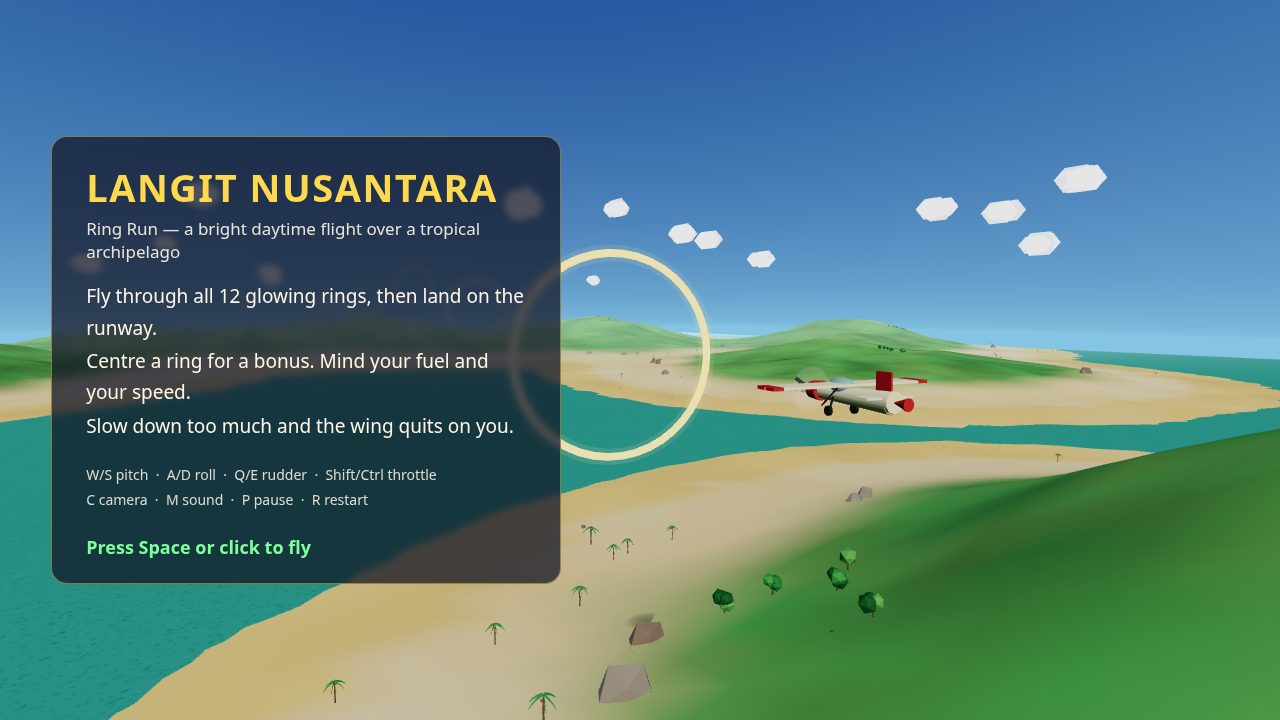 LANGIT NUSANTARA
Ring Run — a bright daytime flight over a tropical
archipelago
Fly through all 12 glowing rings, then land on the
runway.
Centre a ring for a bonus. Mind your fuel and
your speed.
Slow down too much and the wing quits on you.
W/S pitch · A/D roll · Q/E rudder · Shift/Ctrl throttle
C camera · M sound · P pause · R restart
Press Space or click to fly